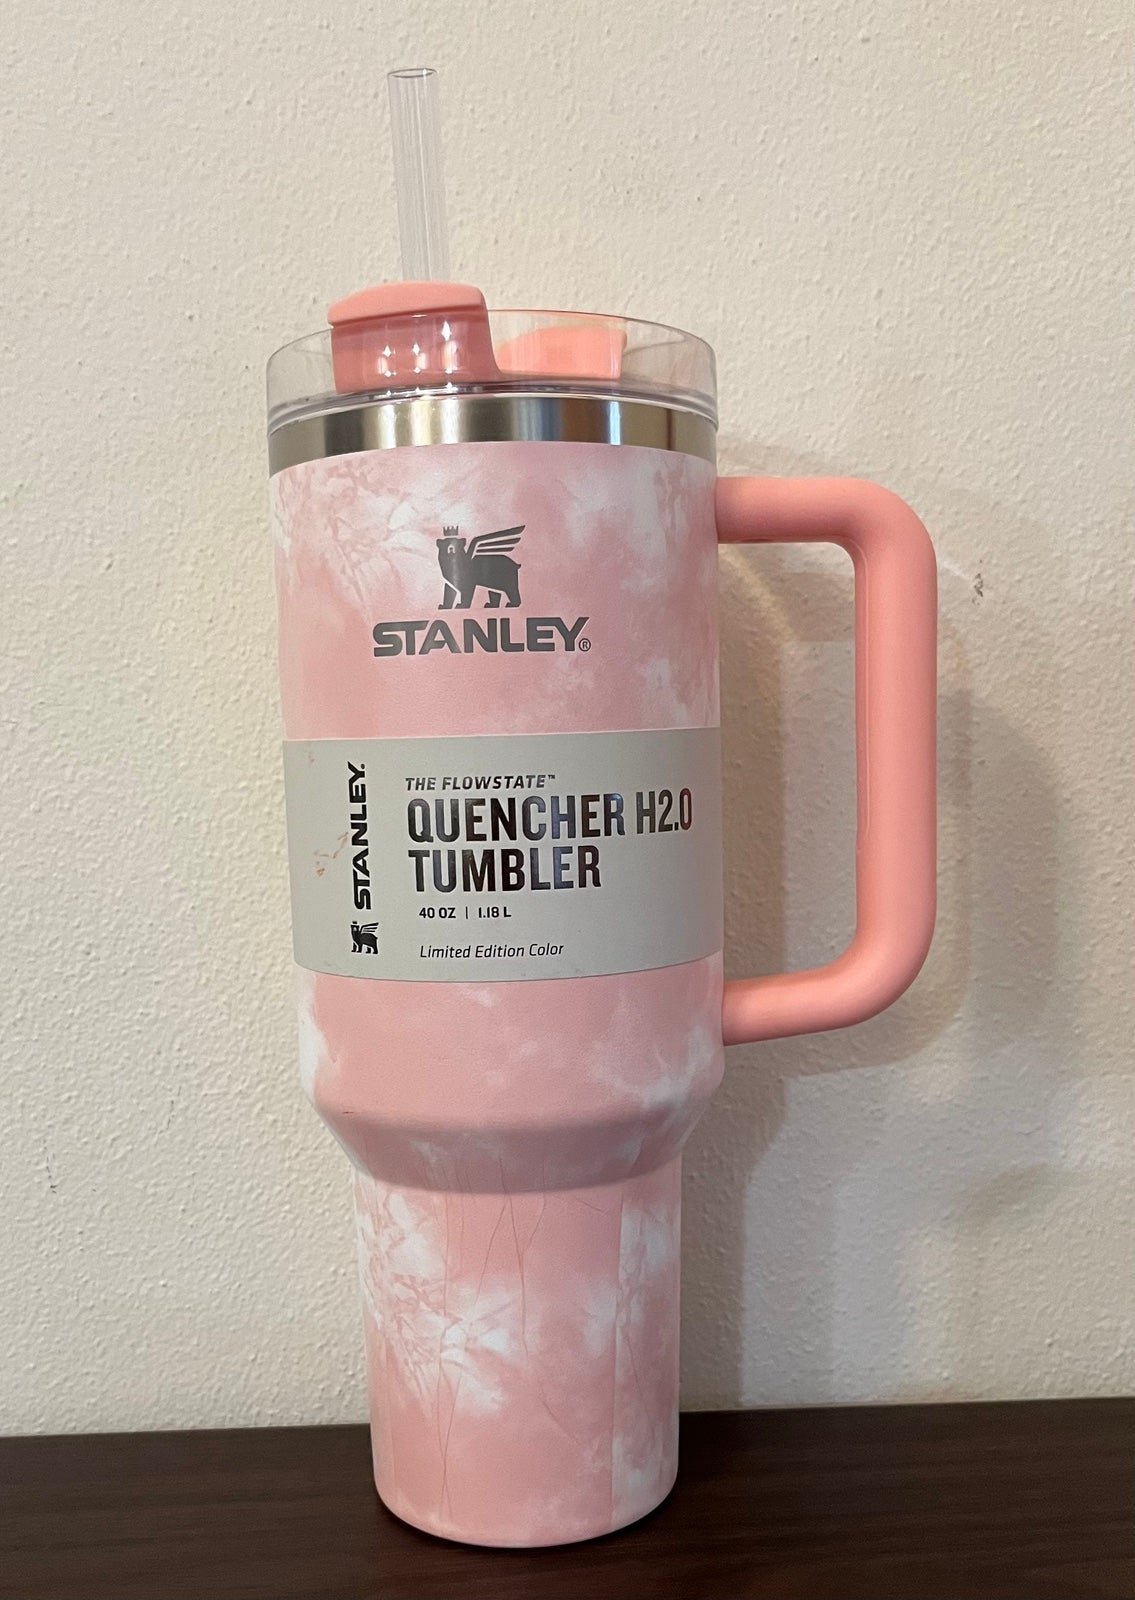 STANLEY®
STANLEY®
THE FLOWSTATE™
QUENCHER H2.0
TUMBLER
40 OZ | 1.18 L
Limited Edition Color